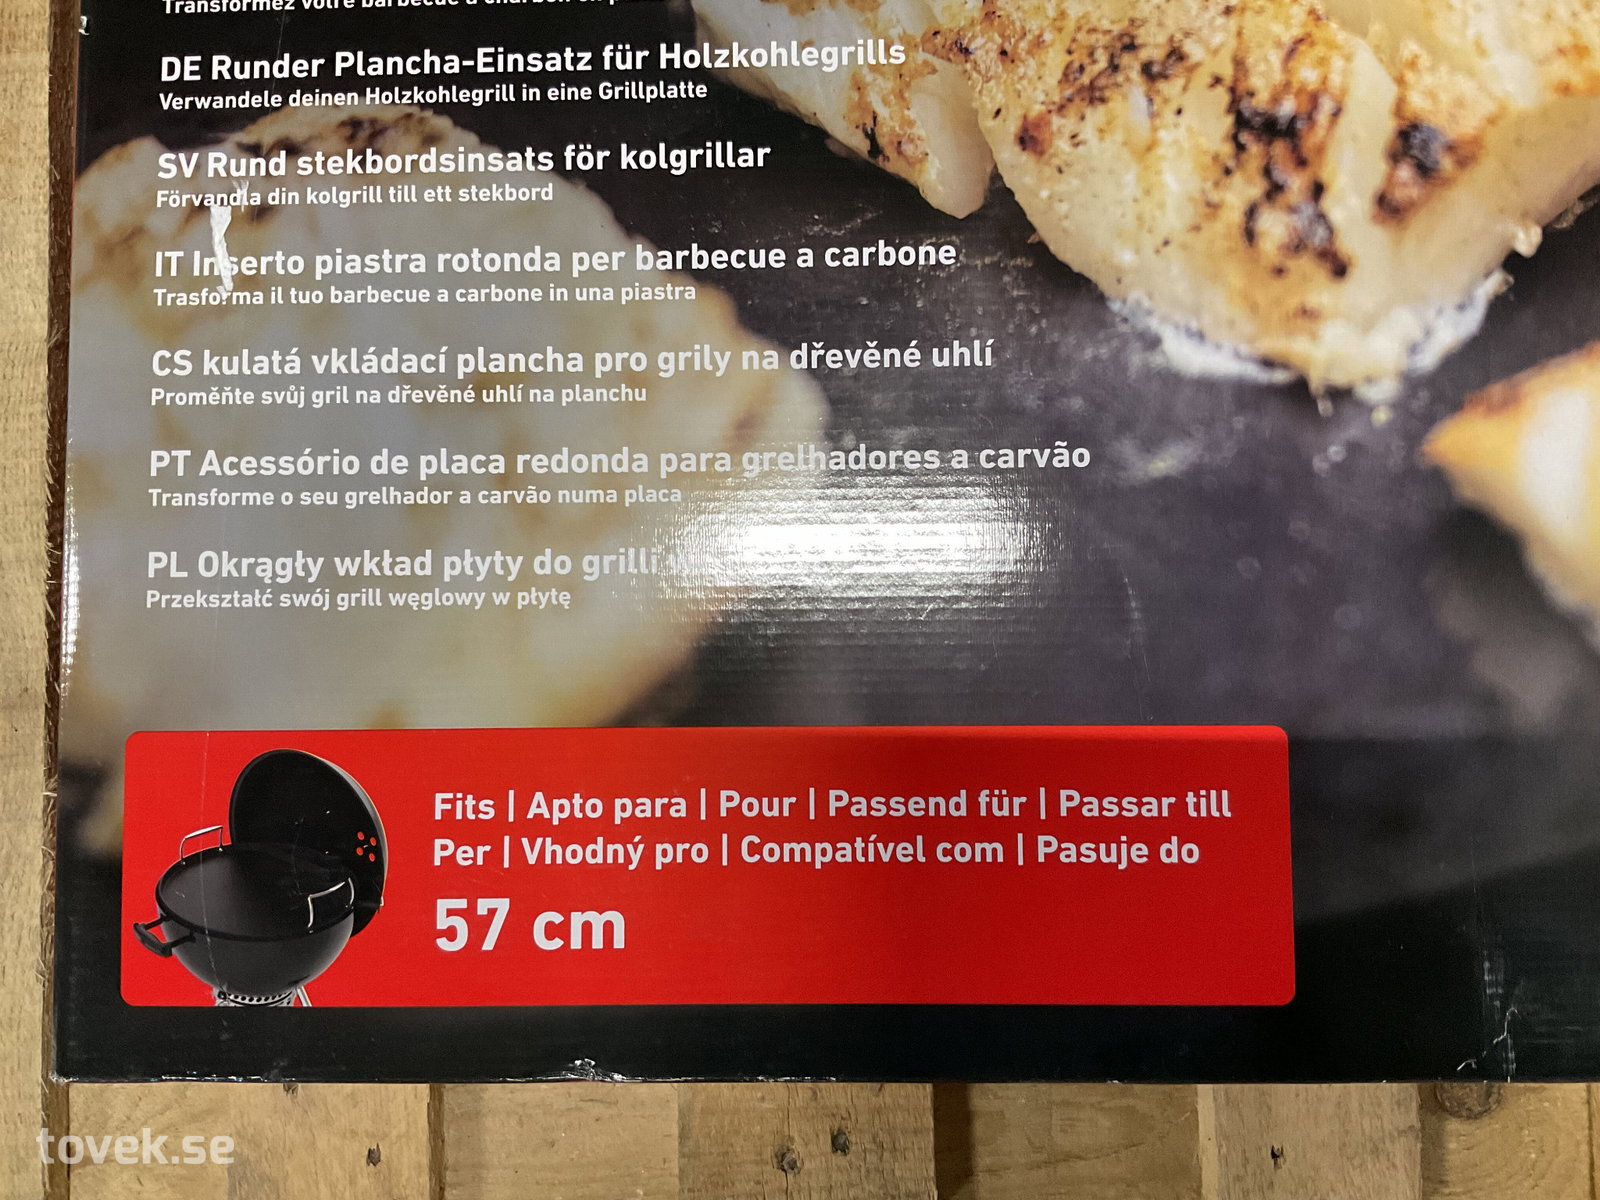 Transformez votre barbecue à charbon en
DE Runder Plancha-Einsatz für Holzkohlegrills
Verwandele deinen Holzkohlegrill in eine Grillplatte
SV Rund stekbordsinsats för kolgrillar
Förvandla din kolgrill till ett stekbord
IT Inserto piastra rotonda per barbecue a carbone
Trasforma il tuo barbecue a carbone in una piastra
CS kulatá vkládací plancha pro grily na dřevěné uhlí
Proměňte svůj gril na dřevěné uhlí na planchu
PT Acessório de placa redonda para grelhadores a carvão
Transforme o seu grelhador a carvão numa placa
PL Okrągły wkład płyty do grilli
Przekształć swój grill węglowy w płytę
Fits | Apto para | Pour | Passend für | Passar till
Per | Vhodný pro | Compatível com | Pasuje do
57 cm
tovek.se